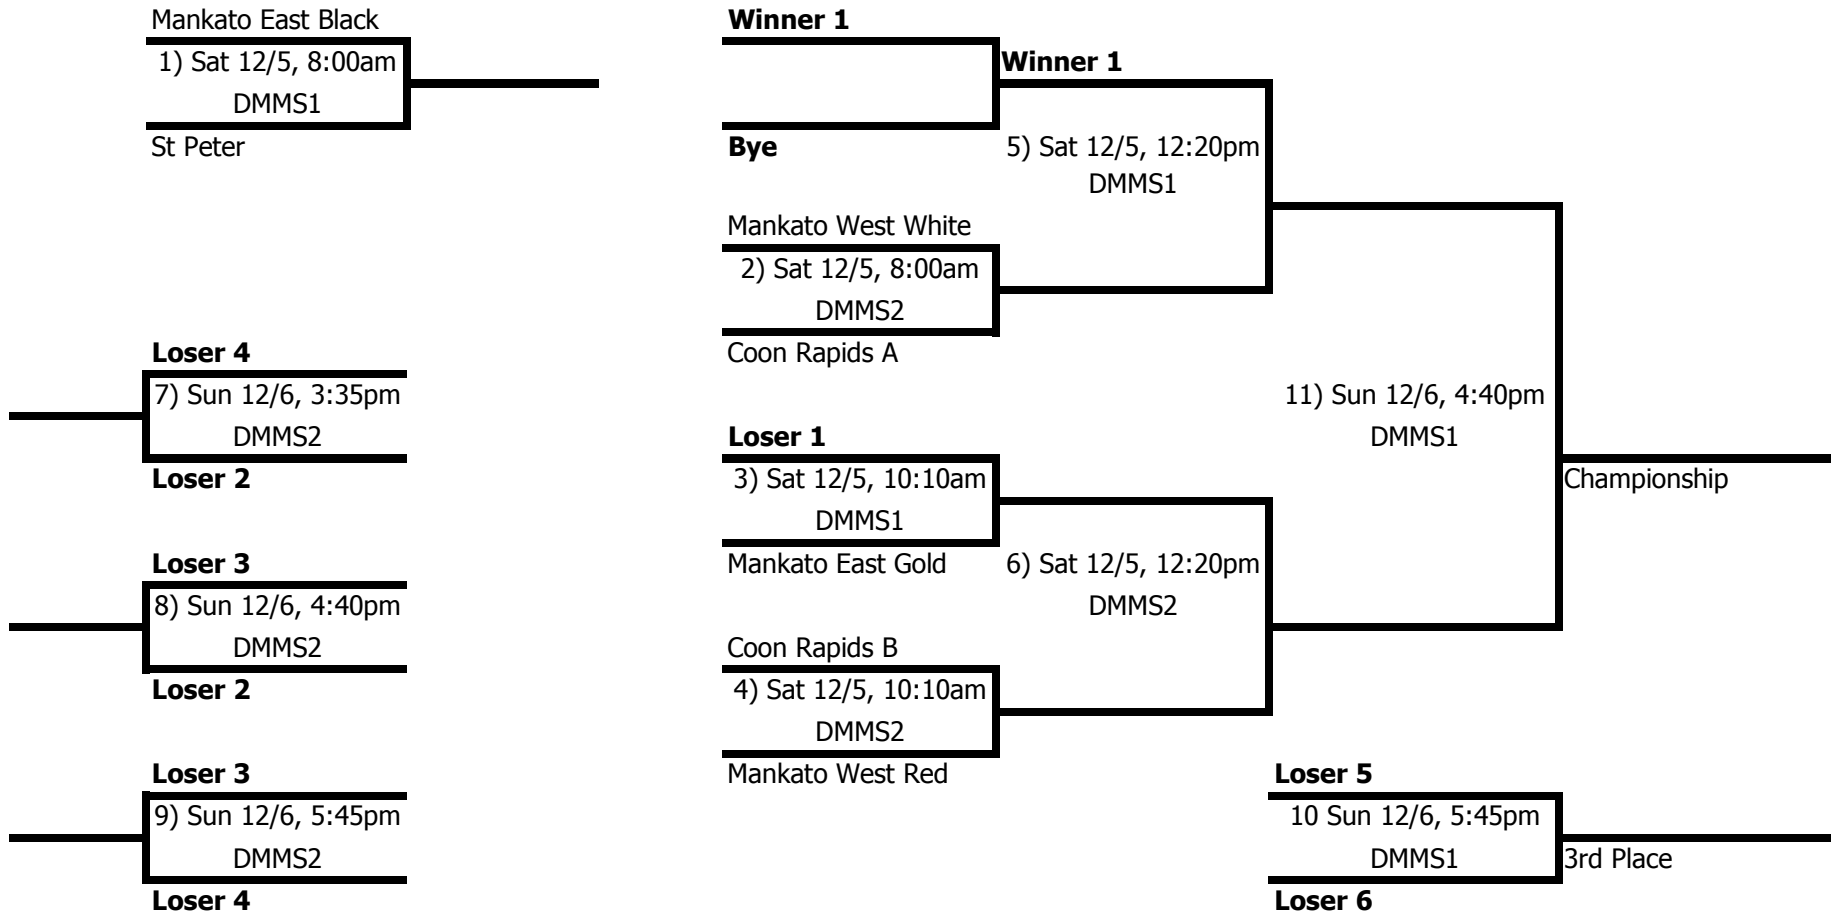 Mankato East Black
1) Sat 12/5, 8:00am
DMMS1
St Peter
Loser 4
7) Sun 12/6, 3:35pm
DMMS2
Loser 2
Loser 3
8) Sun 12/6, 4:40pm
DMMS2
Loser 2
Loser 3
9) Sun 12/6, 5:45pm
DMMS2
Loser 4
Winner 1
Bye
Mankato West White
2) Sat 12/5, 8:00am
DMMS2
Coon Rapids A
Loser 1
3) Sat 12/5, 10:10am
DMMS1
Mankato East Gold
Coon Rapids B
4) Sat 12/5, 10:10am
DMMS2
Mankato West Red
Winner 1
5) Sat 12/5, 12:20pm
DMMS1
6) Sat 12/5, 12:20pm
DMMS2
11) Sun 12/6, 4:40pm
DMMS1
Championship
Loser 5
10 Sun 12/6, 5:45pm
DMMS1
3rd Place
Loser 6